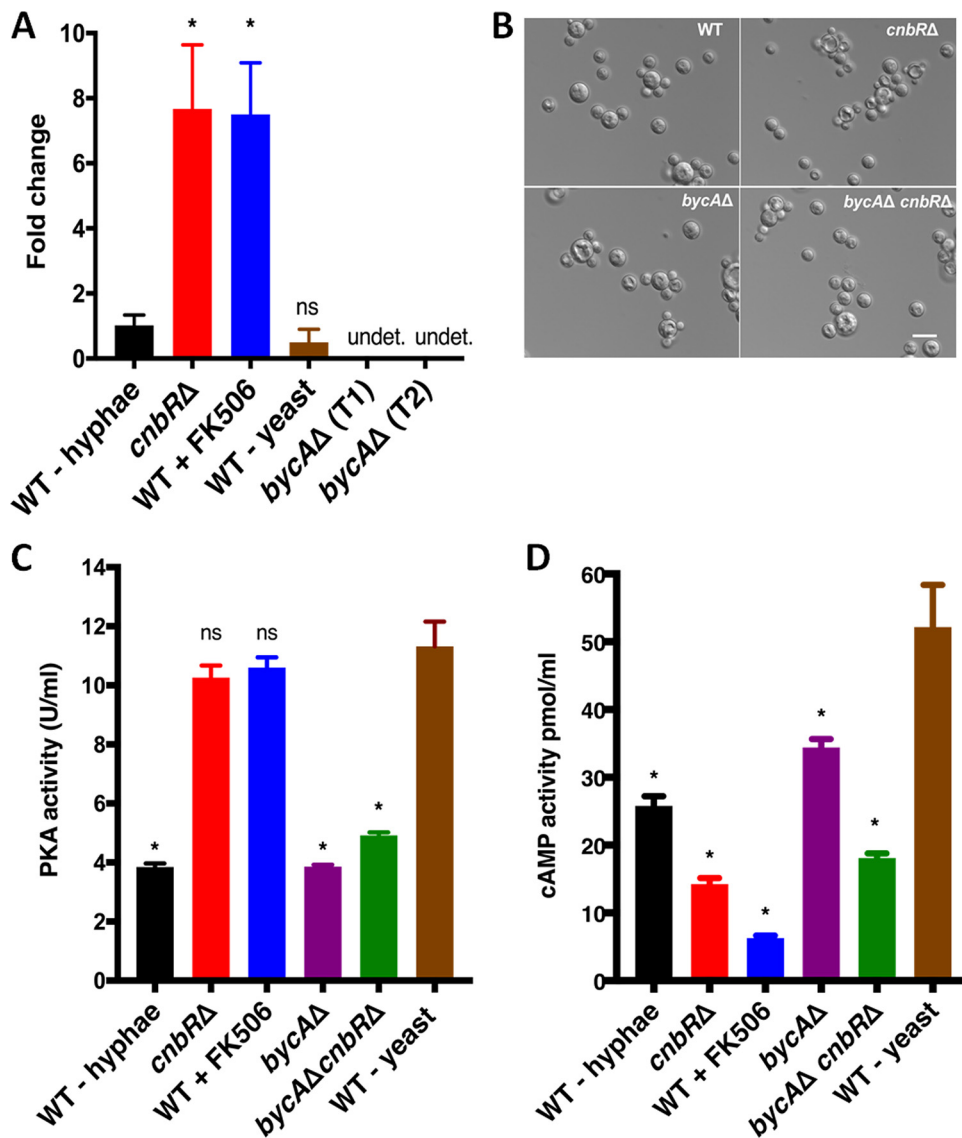 A
Fold change
10
8
6
4
2
0
*
*
ns
undet.
undet.
WT - hyphae
cnbRΔ
WT + FK506
WT - yeast
bycAΔ (T1)
bycAΔ (T2)
B
WT
cnbRΔ
bycAΔ
bycAΔ cnbRΔ
C
PKA activity (U/ml)
14
12
10
8
6
4
2
0
*
ns
ns
*
*
WT - hyphae
cnbRΔ
WT + FK506
bycAΔ
bycAΔcnbRΔ
WT - yeast
D
cAMP activity pmol/ml
60
50
40
30
20
10
0
*
*
*
*
*
WT - hyphae
cnbRΔ
WT + FK506
bycAΔ
bycAΔ cnbRΔ
WT - yeast